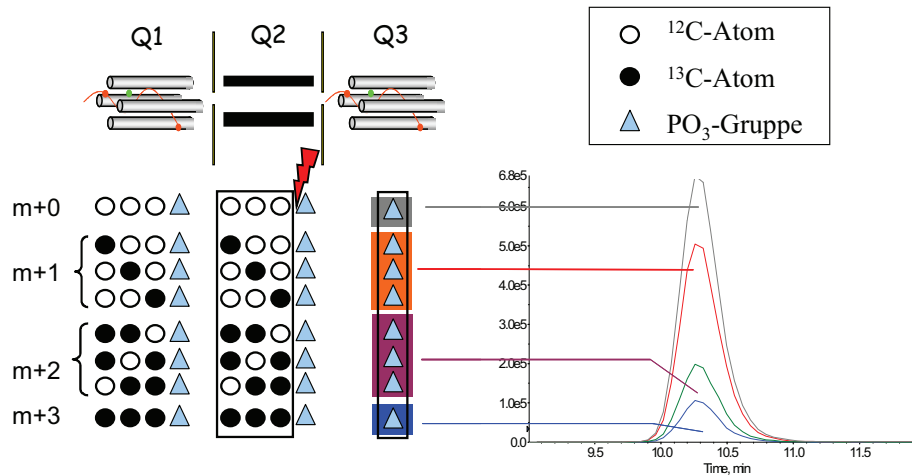 Q1 Q2 Q3
¹²C-Atom
¹³C-Atom
PO₃-Gruppe
m+0
m+1
m+2
m+3
6.8e5
6.0e5
5.0e5
4.0e5
3.0e5
2.0e5
1.0e5
0.0
9.5 10.0 10.5 11.0 11.5
Time, min